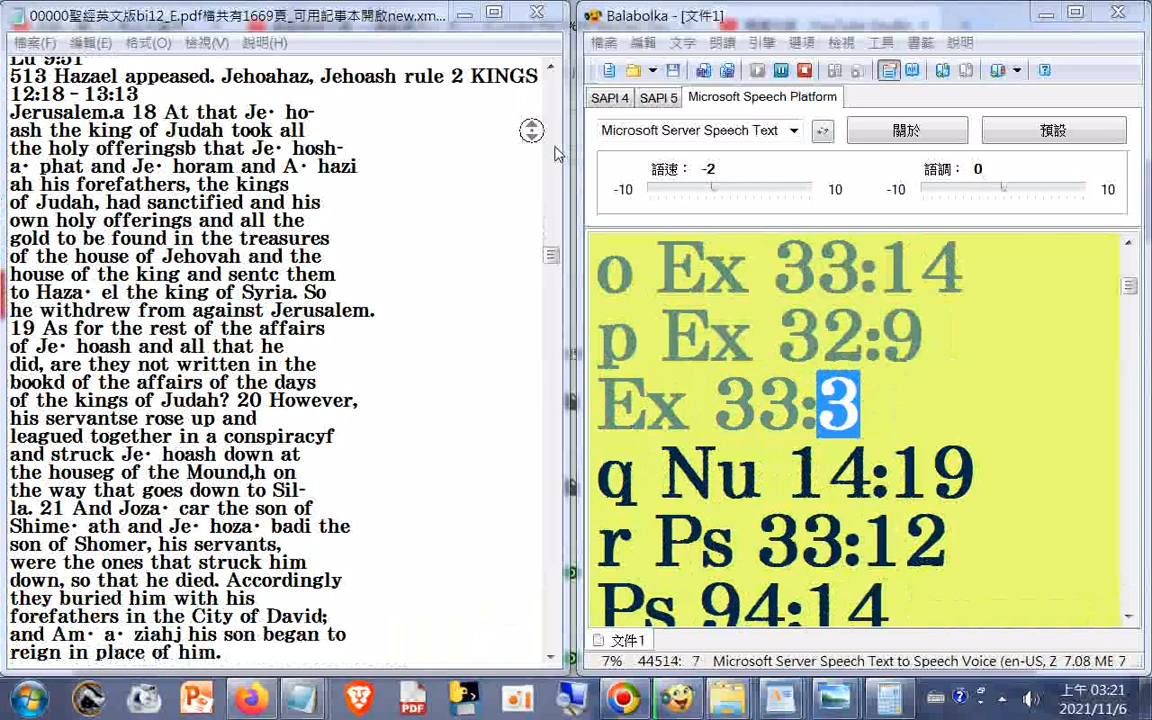 00000聖經英文版bi12_E.pdf檔共有1669頁_可用記事本開啟new.xm...
檔案(F) 編輯(E) 格式(O) 檢視(V) 說明(H)
Lu 9:51
513 Hazael appeased. Jehoahaz, Jehoash rule 2 KINGS
12:18 - 13:13
Jerusalem.a 18 At that Je· ho-
ash the king of Judah took all
the holy offeringsb that Je· hosh-
a· phat and Je· horam and A· hazi
ah his forefathers, the kings
of Judah, had sanctified and his
own holy offerings and all the
gold to be found in the treasures
of the house of Jehovah and the
house of the king and sentc them
to Haza· el the king of Syria. So
he withdrew from against Jerusalem.
19 As for the rest of the affairs
of Je· hoash and all that he
did, are they not written in the
bookd of the affairs of the days
of the kings of Judah? 20 However,
his servantse rose up and
leagued together in a conspiracyf
and struck Je· hoash down at
the houseg of the Mound,h on
the way that goes down to Sil-
la. 21 And Joza· car the son of
Shime· ath and Je· hoza· badi the
son of Shomer, his servants,
were the ones that struck him
down, so that he died. Accordingly
they buried him with his
forefathers in the City of David;
and Am· a· ziahj his son began to
reign in place of him.
Balabolka - [文件1]
檔案 編輯 文字 朗讀 引擎 選項 檢視 工具 書籤 說明
SAPI 4 SAPI 5 Microsoft Speech Platform
Microsoft Server Speech Text 關於 預設
語速： -2 語調： 0
-10 10 -10 10
o Ex 33:14
p Ex 32:9
Ex 33:3
q Nu 14:19
r Ps 33:12
Ps 94:14
文件1
7% 44514: 7 Microsoft Server Speech Text to Speech Voice (en-US, Z 7.08 ME 7
上午 03:21
2021/11/6